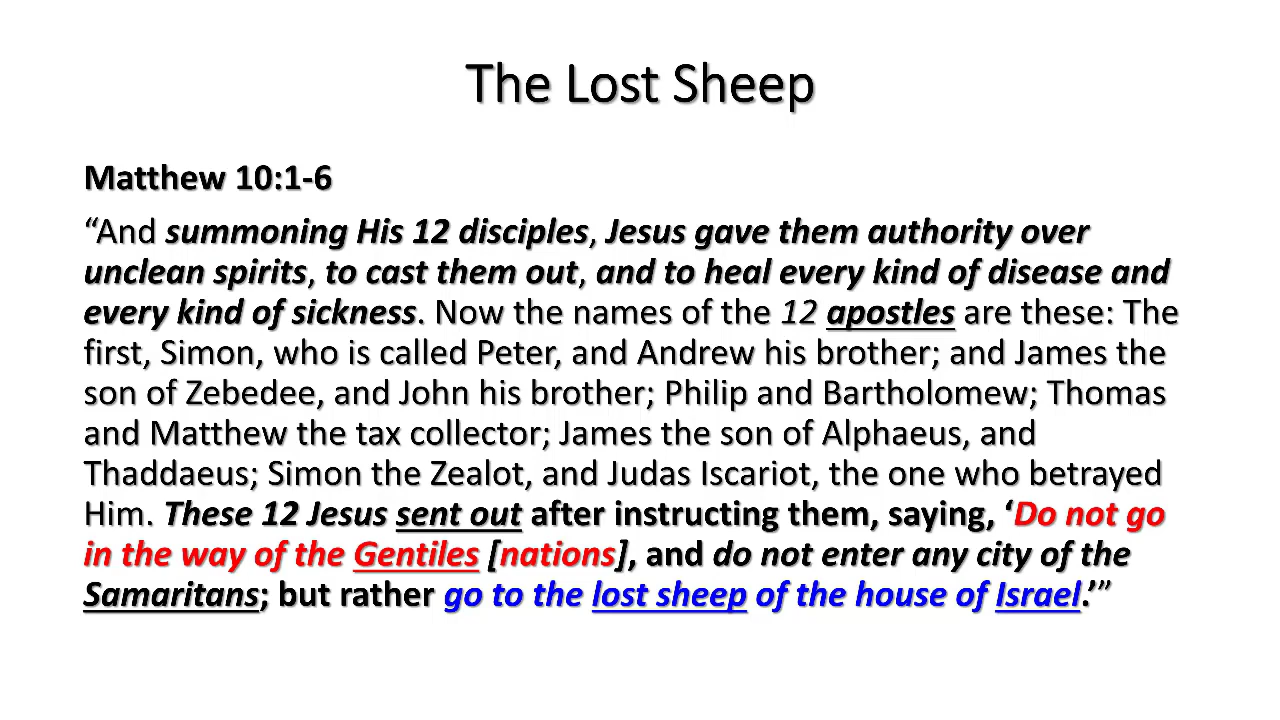 The Lost Sheep
Matthew 10:1-6
“And summoning His 12 disciples, Jesus gave them authority over
unclean spirits, to cast them out, and to heal every kind of disease and
every kind of sickness. Now the names of the 12 apostles are these: The
first, Simon, who is called Peter, and Andrew his brother; and James the
son of Zebedee, and John his brother; Philip and Bartholomew; Thomas
and Matthew the tax collector; James the son of Alphaeus, and
Thaddaeus; Simon the Zealot, and Judas Iscariot, the one who betrayed
Him. These 12 Jesus sent out after instructing them, saying, ‘Do not go
in the way of the Gentiles [nations], and do not enter any city of the
Samaritans; but rather go to the lost sheep of the house of Israel.’”